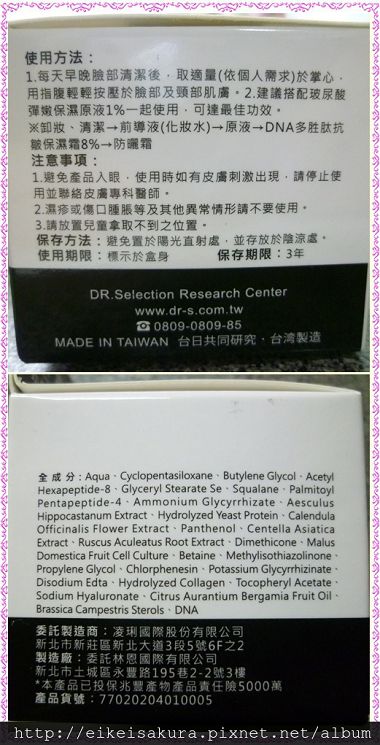 使用方法：
1.每天早晚臉部清潔後，取適量(依個人需求)於掌心，
用指腹輕輕按壓於臉部及頸部肌膚。2.建議搭配玻尿酸
彈嫩保濕原液1%一起使用，可達最佳功效。
※卸妝、清潔→前導液(化妝水)→原液→DNA多胜肽抗
皺保濕霜8%→防曬霜
注意事項：
1.避免產品入眼，使用時如有皮膚刺激出現，請停止使
用並聯絡皮膚專科醫師。
2.濕疹或傷口腫脹等及其他異常情形請不要使用。
3.請放置兒童拿取不到之位置。
保存方法：避免置於陽光直射處，並存放於陰涼處。
使用期限：標示於盒身 保存期限：3年
DR.Selection Research Center
www.dr-s.com.tw
☎0809-0809-85
MADE IN TAIWAN 台日共同研究·台湾製造
全成分:Aqua、Cyclopentasiloxane、Butylene Glycol、Acetyl
Hexapeptide-8、Glyceryl Stearate Se、Squalane、Palmitoyl
Pentapeptide-4、Ammonium Glycyrrhizate、Aesculus
Hippocastanum Extract、Hydrolyzed Yeast Protein、Calendula
Officinalis Flower Extract、Panthenol、Centella Asiatica
Extract、Ruscus Aculeatus Root Extract、Dimethicone、Malus
Domestica Fruit Cell Culture、Betaine、Methylisothiazolinone、
Propylene Glycol、Chlorphenesin、Potassium Glycyrrhizinate、
Disodium Edta、Hydrolyzed Collagen、Tocopheryl Acetate、
Sodium Hyaluronate、Citrus Aurantium Bergamia Fruit Oil、
Brassica Campestris Sterols、DNA
委託製造商：凌琍國際股份有限公司
新北市新莊區新北大道3段5號6F之2
製造廠：委託林恩國際有限公司
新北市土城區永豐路195巷2-2號3樓
*本產品已投保兆豐產物產品責任險5000萬
產品貨號：77020204010005
http://eikeisakura.pixnet.net/album